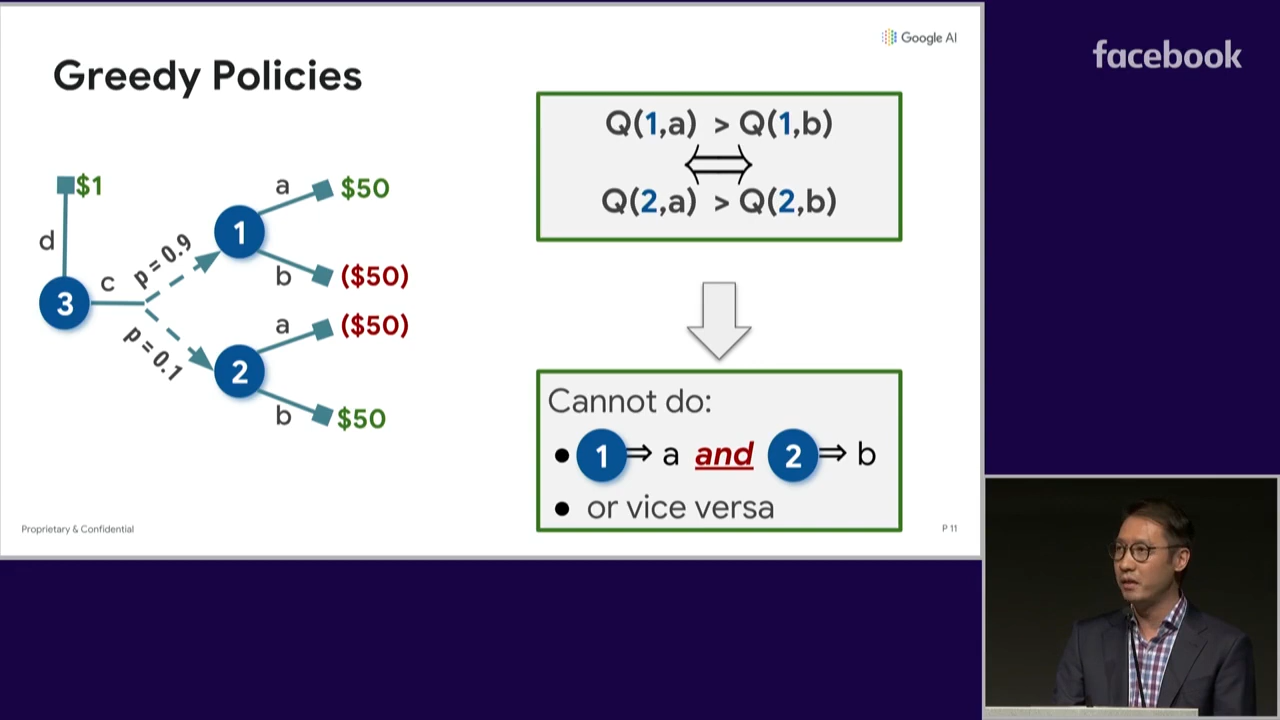 Google AI
facebook
Greedy Policies
Q(1,a) > Q(1,b)
⟺
Q(2,a) > Q(2,b)
$1
d
3
c
p = 0.9
p = 0.1
1
a
$50
b
($50)
2
a
($50)
b
$50
Cannot do:
● 1 ⇒ a and 2 ⇒ b
● or vice versa
Proprietary & Confidential
P 11